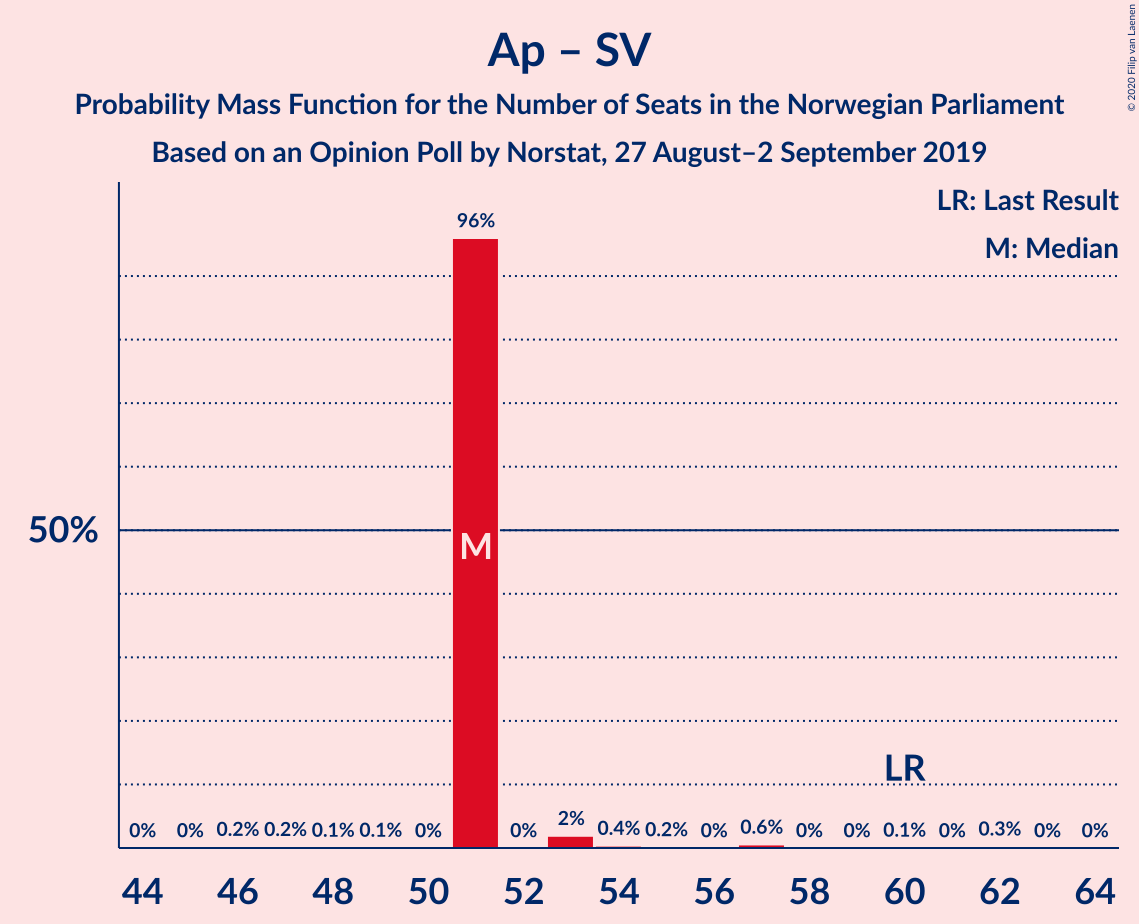 Ap – SV
Probability Mass Function for the Number of Seats in the Norwegian Parliament
Based on an Opinion Poll by Norstat, 27 August–2 September 2019
© 2020 Filip van Laenen
LR: Last Result
M: Median
96%
50%
M
LR
0% 0% 0.2% 0.2% 0.1% 0.1% 0% 0% 2% 0.4% 0.2% 0% 0.6% 0% 0% 0.1% 0% 0.3% 0% 0%
44 46 48 50 52 54 56 58 60 62 64